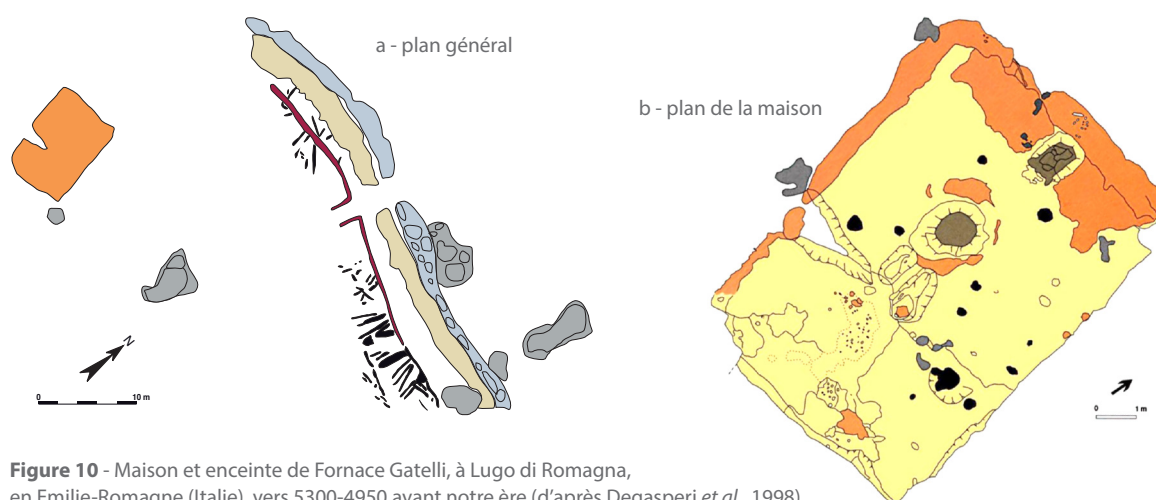 a - plan général
b - plan de la maison
N
0 10 m
0 1 m
Figure 10 - Maison et enceinte de Fornace Gatelli, à Lugo di Romagna,
en Emilie-Romagne (Italie), vers 5300-4950 avant notre ère (d'après Degasperi et al., 1998)